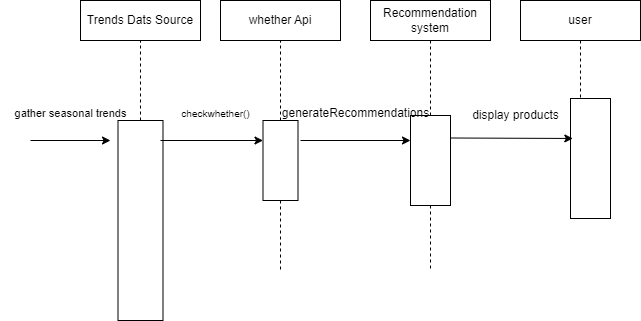 Trends Dats Source
whether Api
Recommendation
system
user
gather seasonal trends
checkwhether()
generateRecommendations
display products